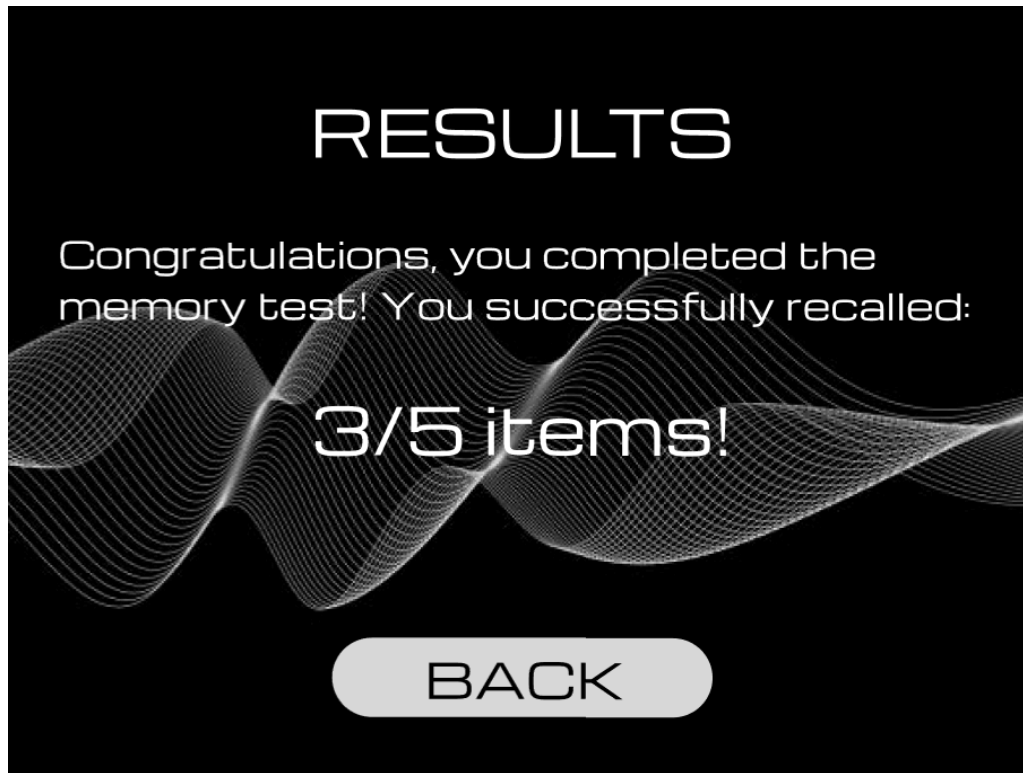 RESULTS
Congratulations, you completed the
memory test! You successfully recalled:
3/5 items!
BACK